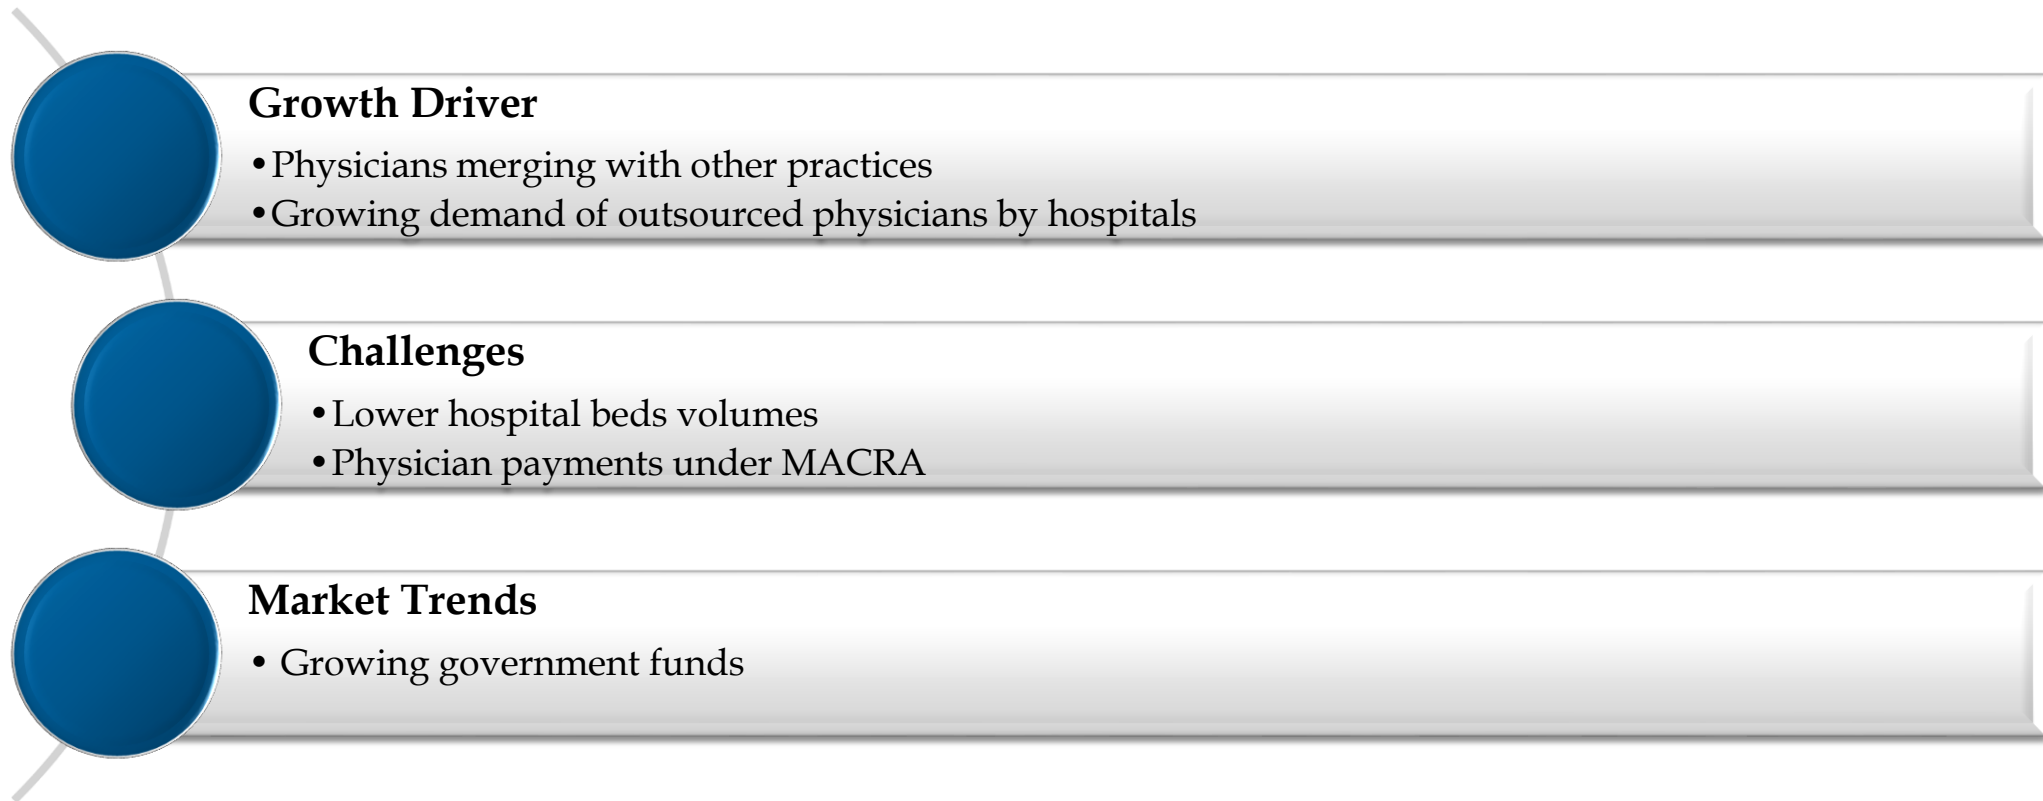 Growth Driver
•Physicians merging with other practices
•Growing demand of outsourced physicians by hospitals
Challenges
•Lower hospital beds volumes
•Physician payments under MACRA
Market Trends
• Growing government funds